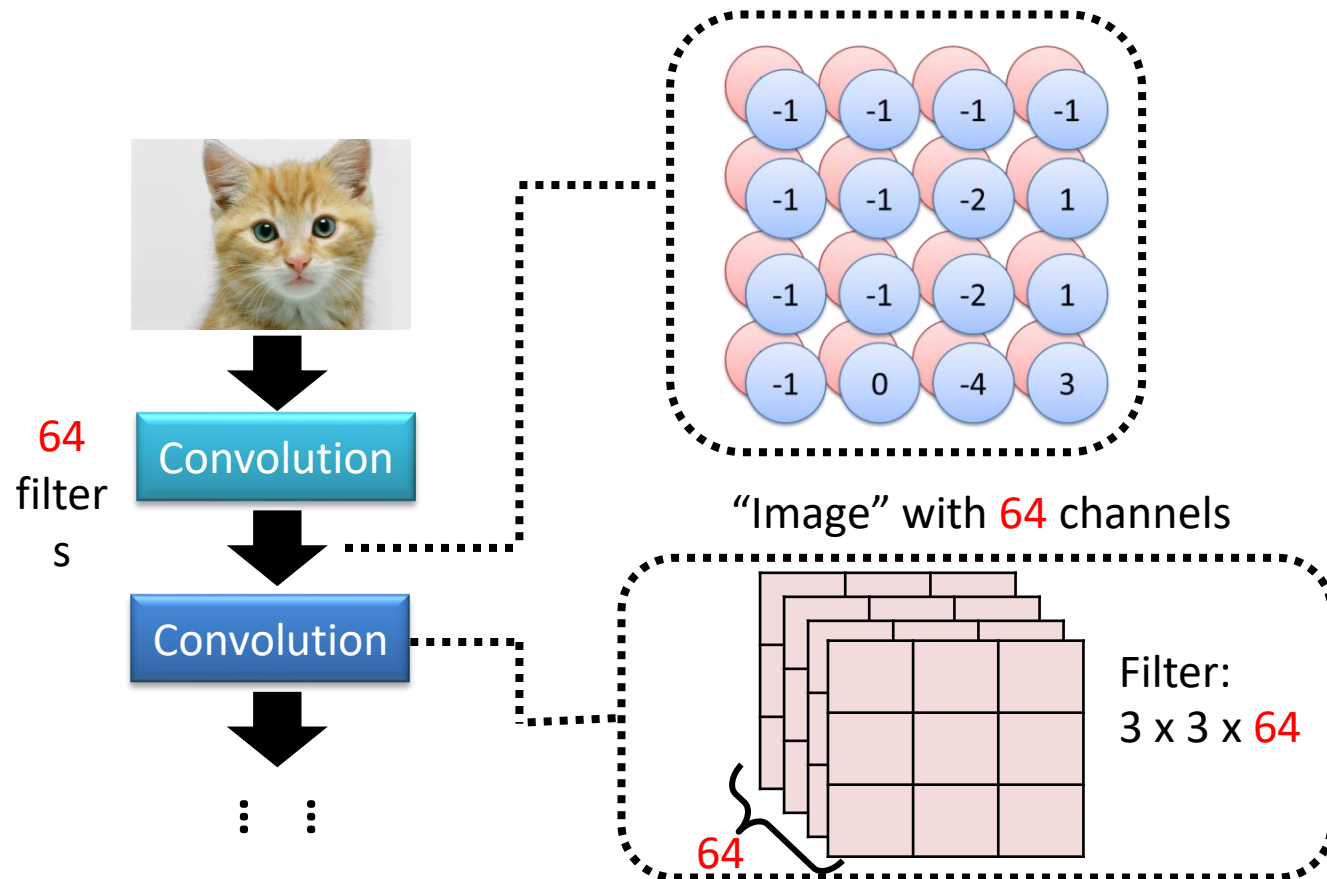 -1 -1 -1 -1
-1 -1 -2 1
-1 -1 -2 1
-1 0 -4 3
64
filter
s
Convolution
“Image” with 64 channels
Convolution
Filter:
3 x 3 x 64
64